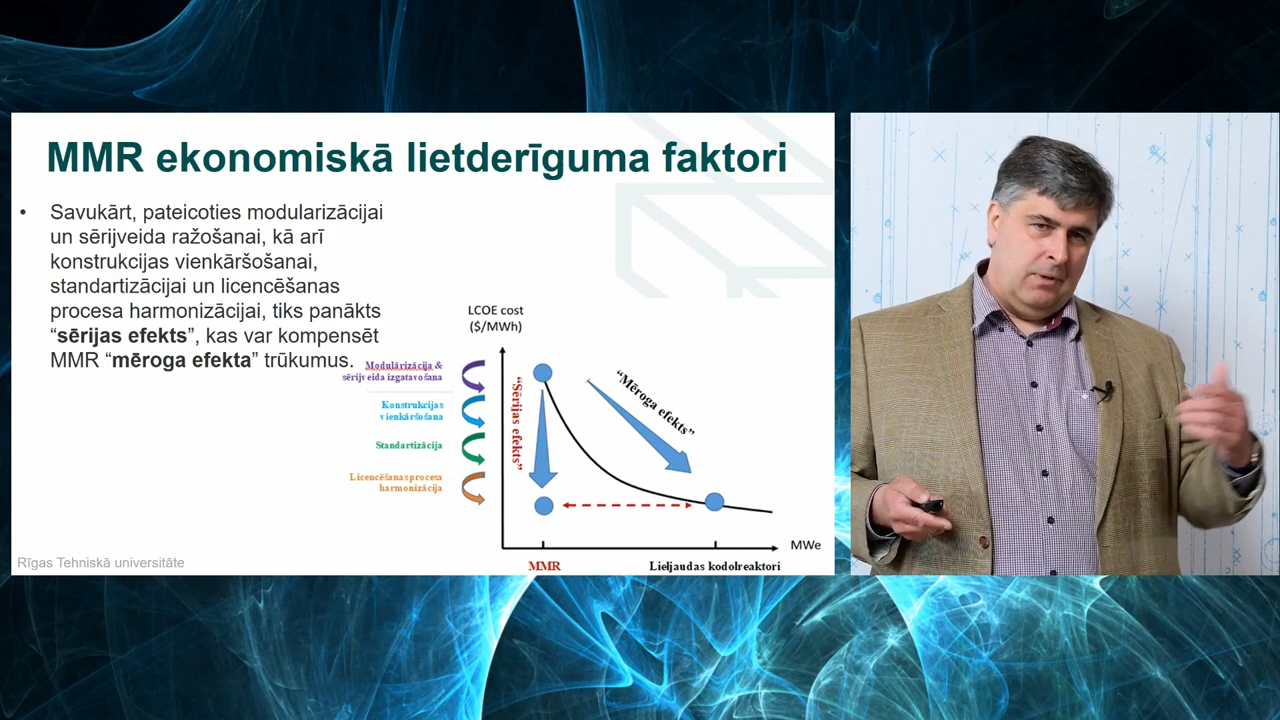 MMR ekonomiskā lietderīguma faktori
• Savukārt, pateicoties modularizācijai
un sērijveida ražošanai, kā arī
konstrukcijas vienkāršošanai,
standartizācijai un licencēšanas
procesa harmonizācijai, tiks panākts
“sērijas efekts”, kas var kompensēt
MMR “mēroga efekta” trūkumus.
LCOE cost
($/MWh)
Modulārizācija &
sērijveida izgatavošana
Konstrukcijas
vienkāršošana
Standartizācija
Licencēšanas procesa
harmonizācija
“Sērijas efekts”
“Mēroga efekts”
MWe
MMR
Lieljaudas kodolreaktori
Rīgas Tehniskā universitāte